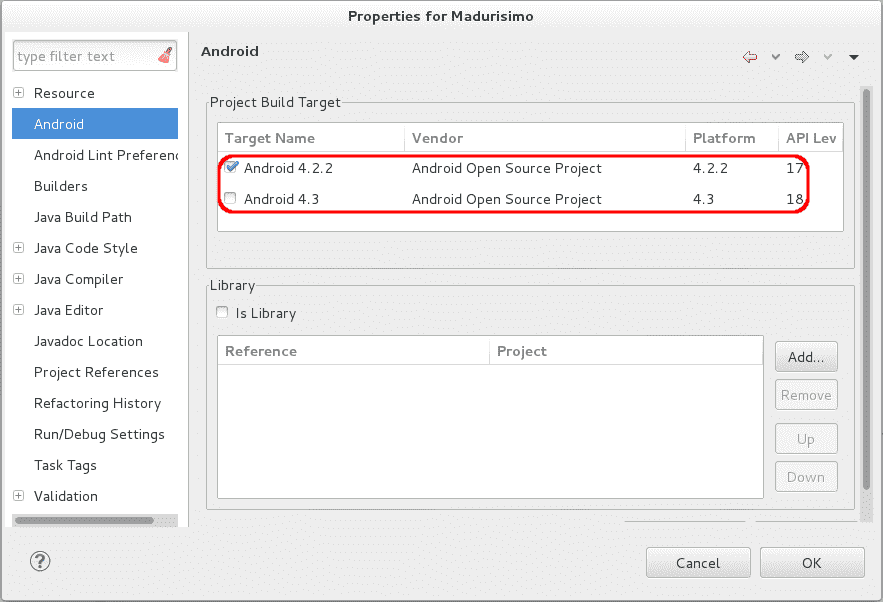 Properties for Madurisimo
type filter text
Resource
Android
Android Lint Preferenc
Builders
Java Build Path
Java Code Style
Java Compiler
Java Editor
Javadoc Location
Project References
Refactoring History
Run/Debug Settings
Task Tags
Validation
Android
Project Build Target
Target Name Vendor Platform API Lev
Android 4.2.2 Android Open Source Project 4.2.2 17
Android 4.3 Android Open Source Project 4.3 18
Library
Is Library
Reference Project
Add...
Remove
Up
Down
?
Cancel OK